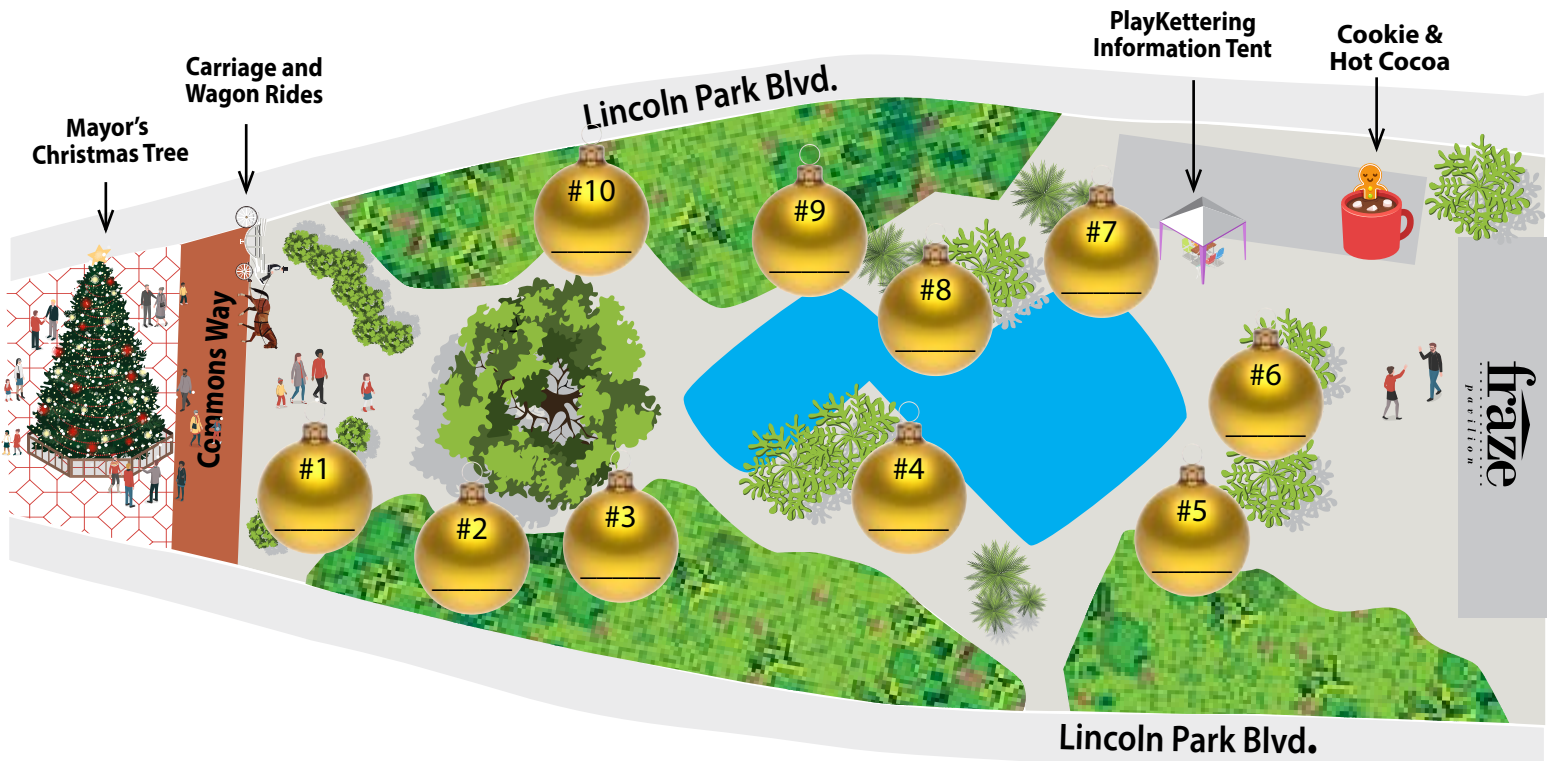 PlayKettering
Information Tent
Cookie &
Hot Cocoa
Carriage and
Wagon Rides
Mayor's
Christmas Tree
Lincoln Park Blvd.
#10
#9
#8
#7
#6
#1
#2
#3
#4
#5
Commons Way
fraze
pavilion
Lincoln Park Blvd.